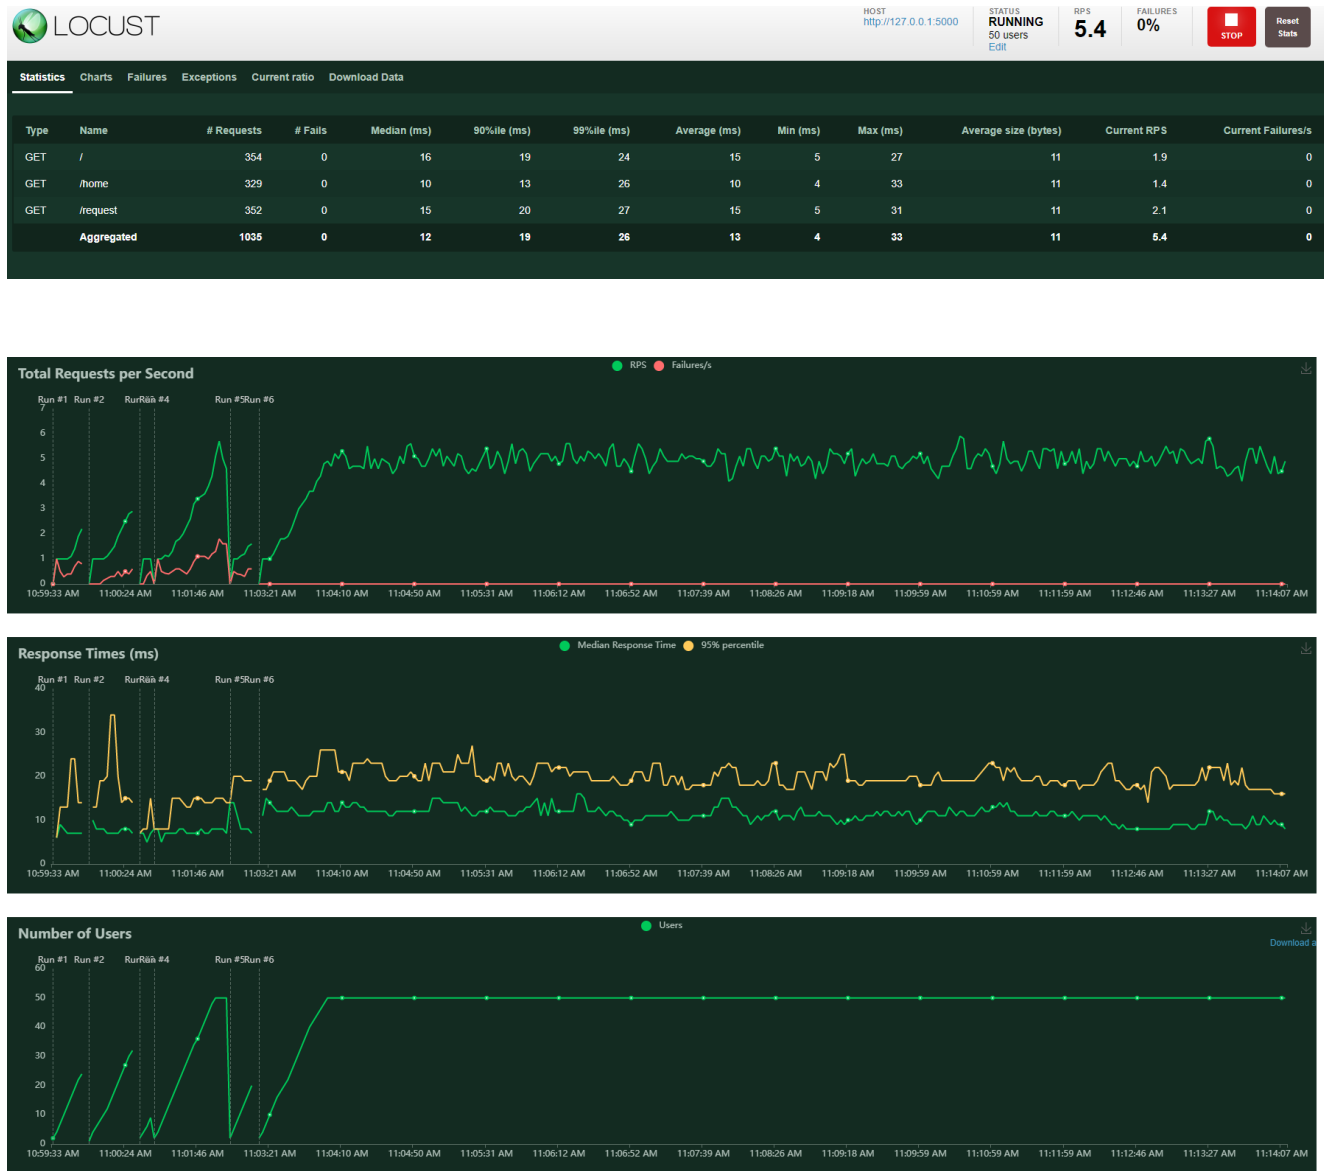 LOCUST
HOST
http://127.0.0.1:5000
STATUS
RUNNING
50 users
Edit
RPS
5.4
FAILURES
0%
STOP
Reset
Stats
Statistics Charts Failures Exceptions Current ratio Download Data
Type Name # Requests # Fails Median (ms) 90%ile (ms) 99%ile (ms) Average (ms) Min (ms) Max (ms) Average size (bytes) Current RPS Current Failures/s
GET / 354 0 16 19 24 15 5 27 11 1.9 0
GET /home 329 0 10 13 26 10 4 33 11 1.4 0
GET /request 352 0 15 20 27 15 5 31 11 2.1 0
Aggregated 1035 0 12 19 26 13 4 33 11 5.4 0
Total Requests per Second
RPS Failures/s
Run #1 Run #2 Run #4 Run #5 Run #6
7
6
5
4
3
2
1
0
10:59:33 AM 11:00:24 AM 11:01:46 AM 11:03:21 AM 11:04:10 AM 11:04:50 AM 11:05:31 AM 11:06:12 AM 11:06:52 AM 11:07:39 AM 11:08:26 AM 11:09:18 AM 11:09:59 AM 11:10:59 AM 11:11:59 AM 11:12:46 AM 11:13:27 AM 11:14:07 AM
Response Times (ms)
Median Response Time 95% percentile
Run #1 Run #2 Run #4 Run #5 Run #6
40
30
20
10
0
10:59:33 AM 11:00:24 AM 11:01:46 AM 11:03:21 AM 11:04:10 AM 11:04:50 AM 11:05:31 AM 11:06:12 AM 11:06:52 AM 11:07:39 AM 11:08:26 AM 11:09:18 AM 11:09:59 AM 11:10:59 AM 11:11:59 AM 11:12:46 AM 11:13:27 AM 11:14:07 AM
Number of Users
Users
Download a
Run #1 Run #2 Run #4 Run #5 Run #6
60
50
40
30
20
10
0
10:59:33 AM 11:00:24 AM 11:01:46 AM 11:03:21 AM 11:04:10 AM 11:04:50 AM 11:05:31 AM 11:06:12 AM 11:06:52 AM 11:07:39 AM 11:08:26 AM 11:09:18 AM 11:09:59 AM 11:10:59 AM 11:11:59 AM 11:12:46 AM 11:13:27 AM 11:14:07 AM